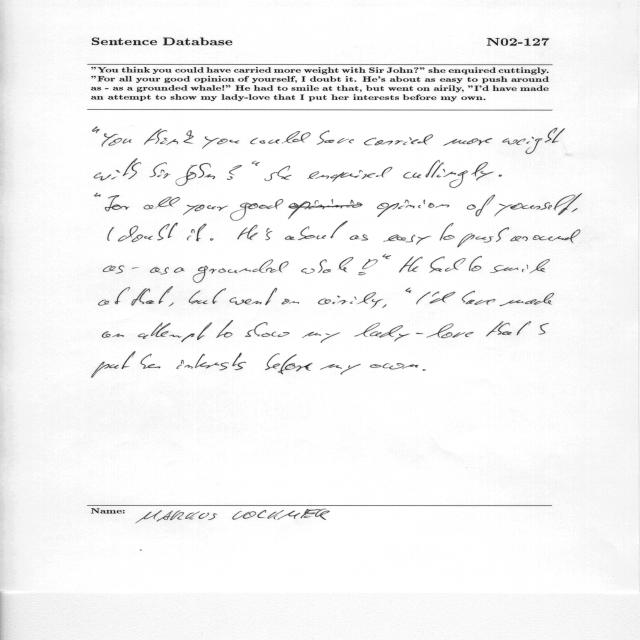 Sentence Database N02-127
"You think you could have carried more weight with Sir John?" she enquired cuttingly.
"For all your good opinion of yourself, I doubt it. He's about as easy to push around
as - as a grounded whale!" He had to smile at that, but went on airily, "I'd have made
an attempt to show my lady-love that I put her interests before my own.
"You think you could have carried more weight
with Sir John?" she enquired cuttingly.
"For all your good opinion of yourself,
I doubt it. He's about as easy to push around
as - as a grounded whale!" He had to smile
at that, but went on airily, "I'd have made
an attempt to show my lady-love that I
put her interests before my own.
Name: MARKUS